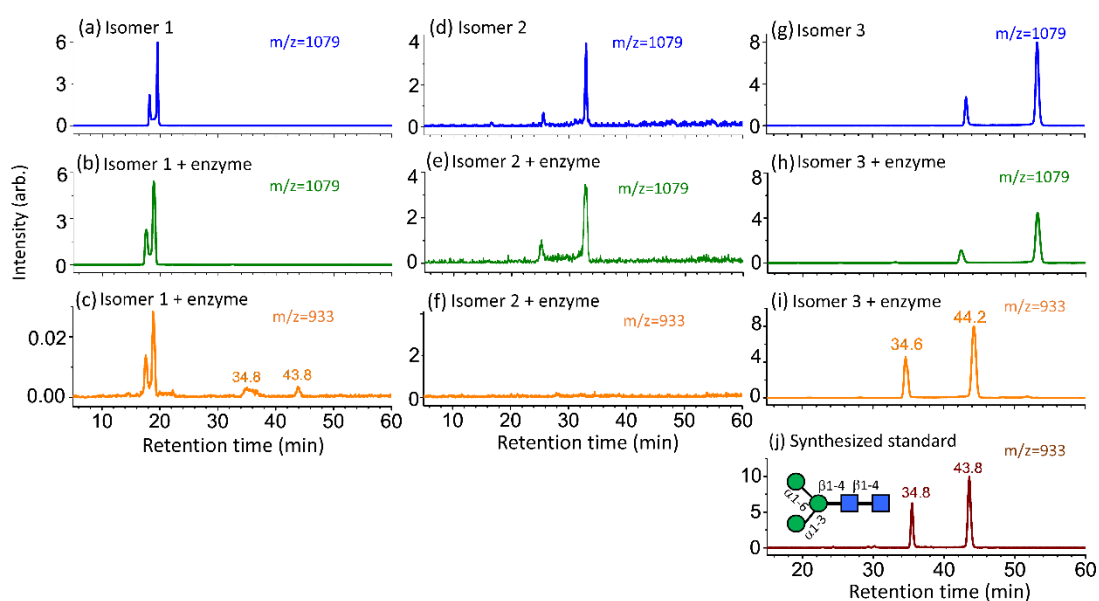 (a) Isomer 1
m/z=1079
6
3
0
(b) Isomer 1 + enzyme
m/z=1079
6
3
0
(c) Isomer 1 + enzyme
m/z=933
0.02
0.00
34.8
43.8
10 20 30 40 50 60
Retention time (min)
Intensity (arb.)
(d) Isomer 2
m/z=1079
4
2
0
(e) Isomer 2 + enzyme
m/z=1079
4
2
0
(f) Isomer 2 + enzyme
m/z=933
2
0
10 20 30 40 50 60
Retention time (min)
(g) Isomer 3
m/z=1079
8
4
0
(h) Isomer 3 + enzyme
m/z=1079
8
4
0
(i) Isomer 3 + enzyme
m/z=933
8
4
0
34.6
44.2
(j) Synthesized standard
m/z=933
10
5
0
α1-6
α1-3
β1-4
β1-4
34.8
43.8
20 30 40 50 60
Retention time (min)